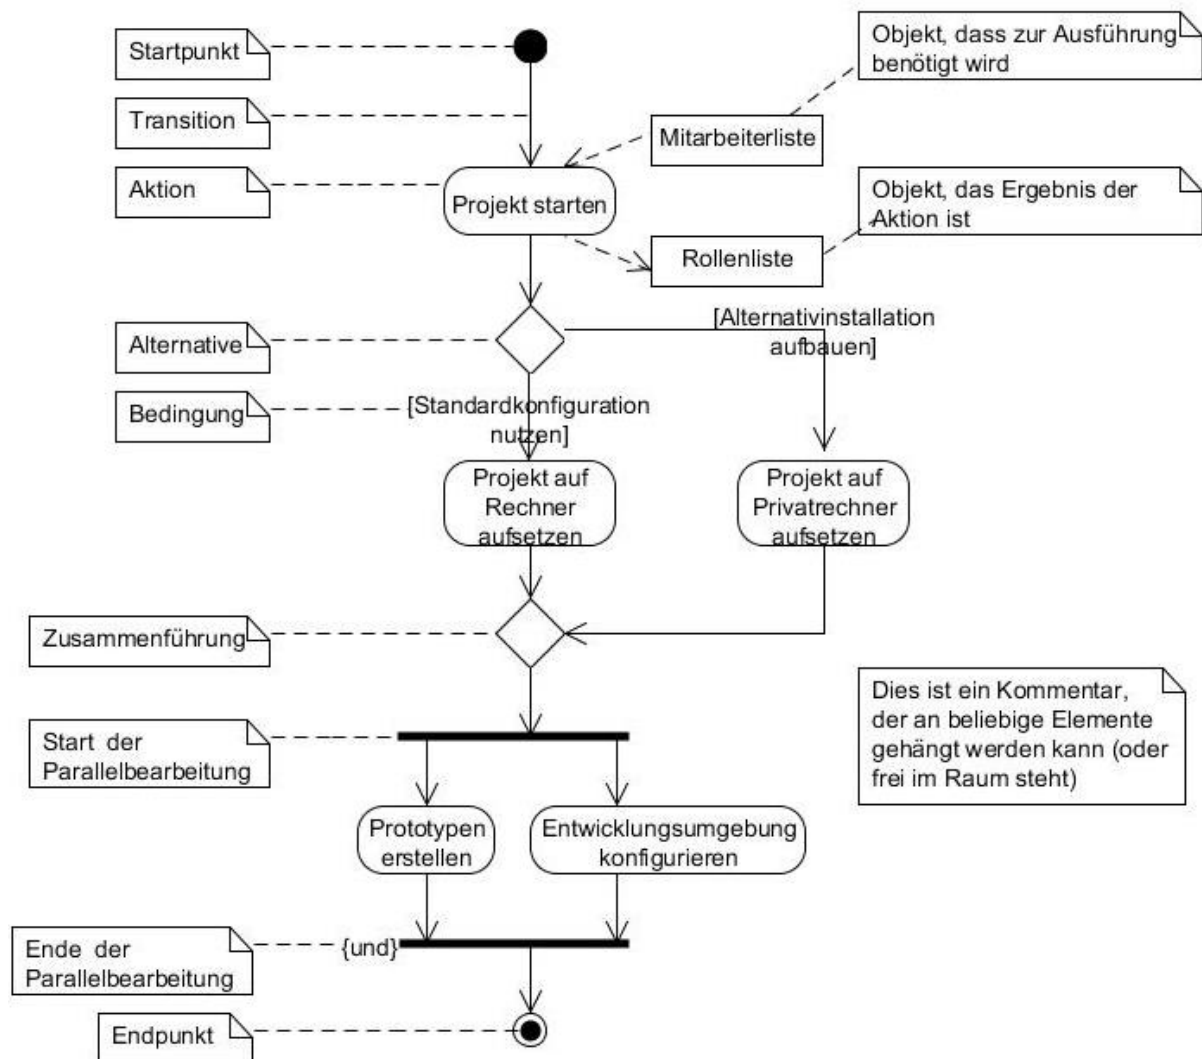 Startpunkt
Objekt, dass zur Ausführung
benötigt wird
Transition
Mitarbeiterliste
Aktion
Projekt starten
Objekt, das Ergebnis der
Aktion ist
Rollenliste
[Alternativinstallation
aufbauen]
Alternative
Bedingung
[Standardkonfiguration
nutzen]
Projekt auf
Rechner
aufsetzen
Projekt auf
Privatrechner
aufsetzen
Zusammenführung
Dies ist ein Kommentar,
der an beliebige Elemente
gehängt werden kann (oder
frei im Raum steht)
Start der
Parallelbearbeitung
Prototypen
erstellen
Entwicklungsumgebung
konfigurieren
Ende der
Parallelbearbeitung
{und}
Endpunkt